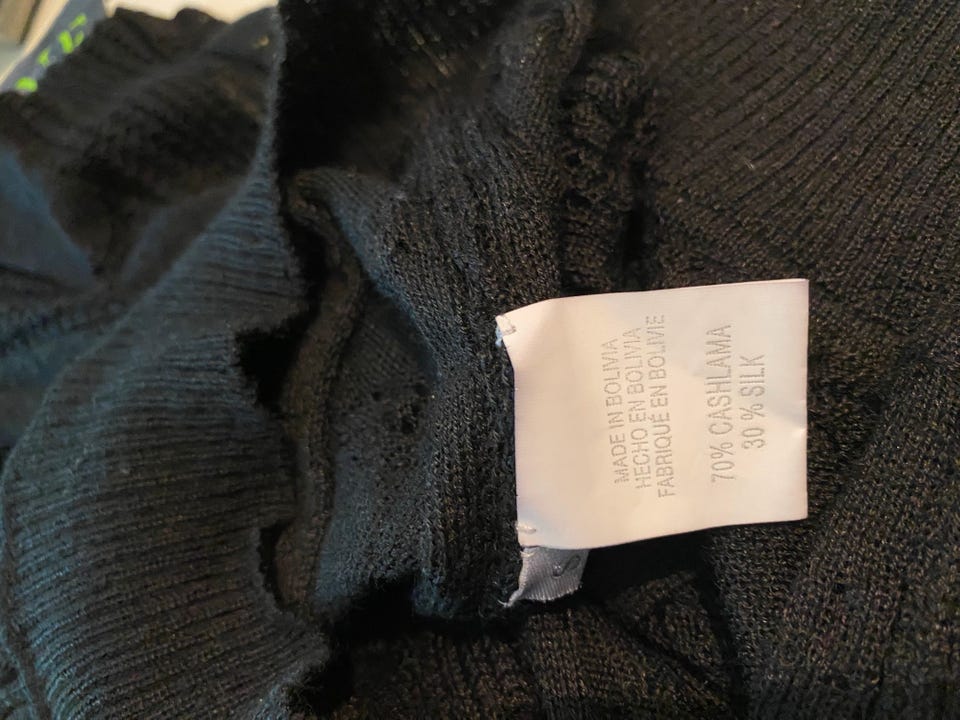 MADE IN BOLIVIA
HECHO EN BOLIVIA
FABRIQUÉ EN BOLIVIE
70% CASHLAMA
30 % SILK
S